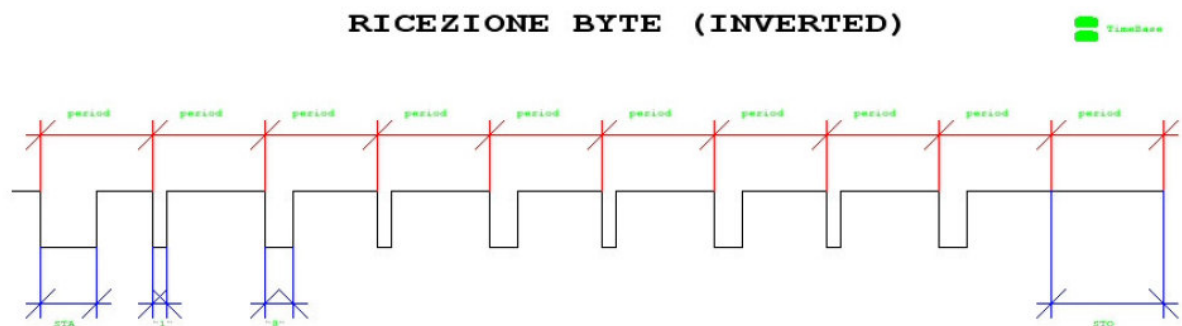 RICEZIONE BYTE (INVERTED)
TimeBase
period period period period period period period period period period
STA "1" "0" STO